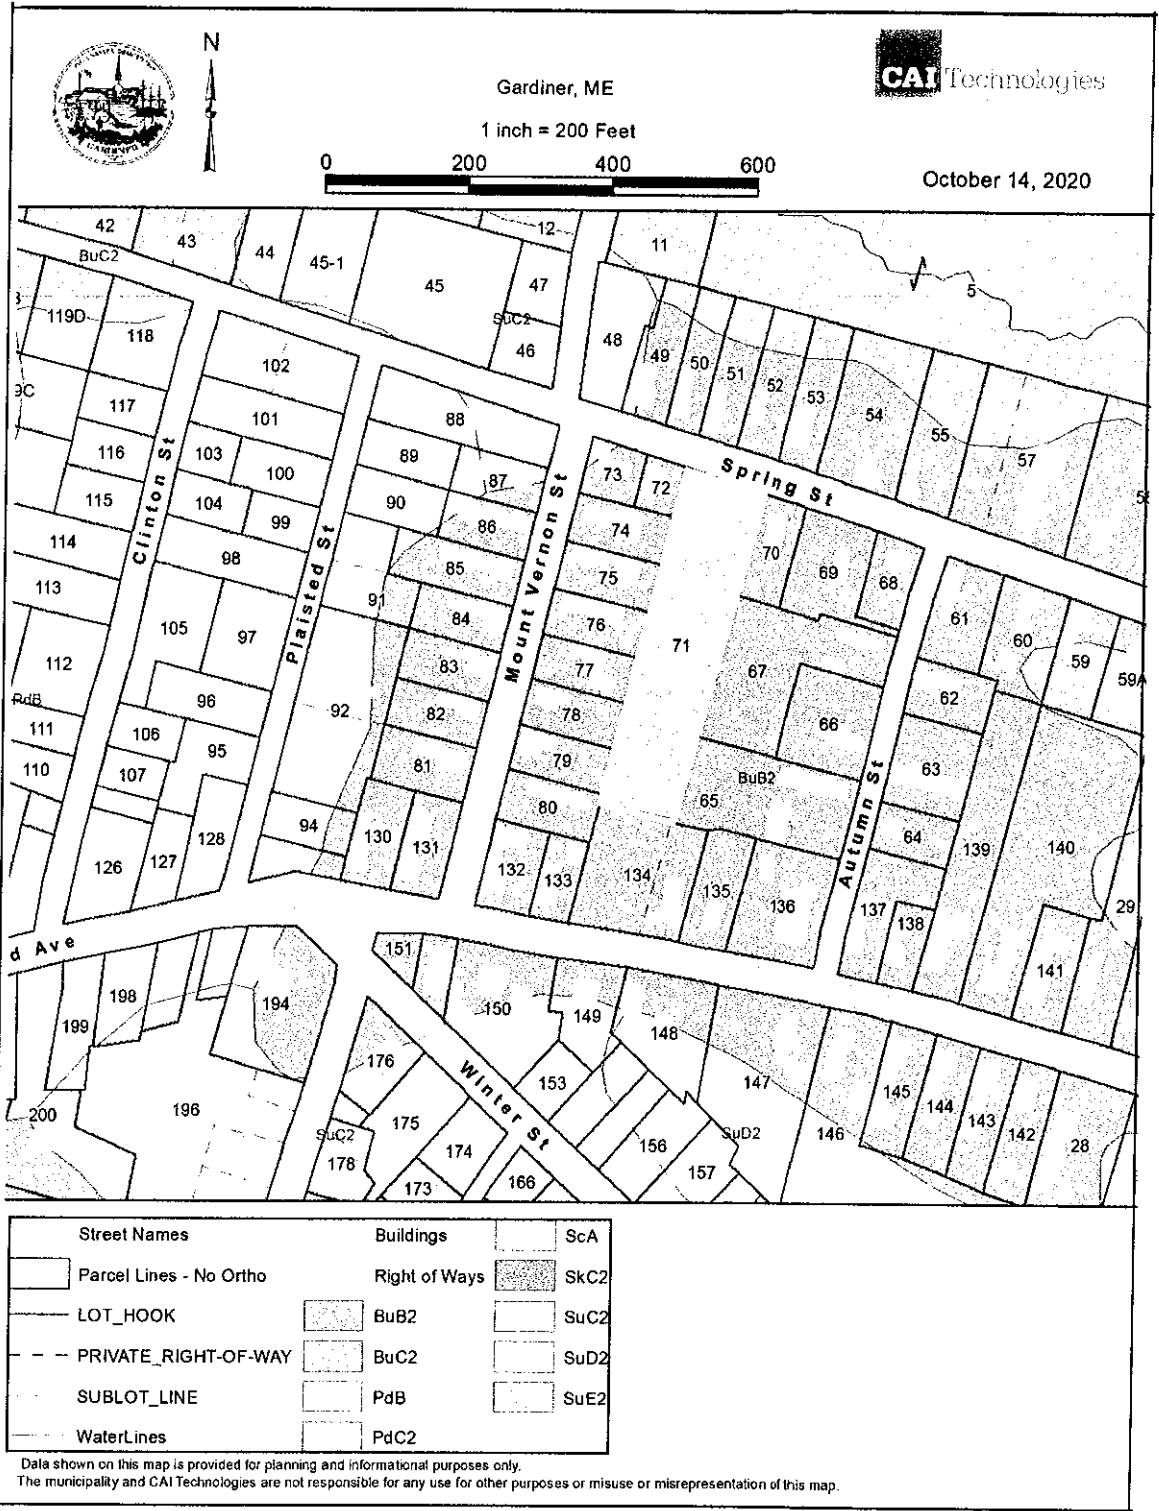 N
GARDINER
Gardiner, ME
1 inch = 200 Feet
CAI Technologies
0 200 400 600
October 14, 2020
42 43 44 45-1 45 12 47 11 5
BuC2
119D 118 SuC2 46 48 49 50 51 52 53 54 55 57
9C 102
117 101 88
116 103 100 89 87 73 72 Spring St
115 104 99 90 86 74 70 69 68
114 Clinton St 98 Plaisted St 85 Mount Vernon St 75
113 91 84 76 61 60 59 59A
105 97 71
112 83 77 67 62
RdB 96 92 82 78 66
111 106 95 81 79 63
110 107 BuB2
128 94 130 131 80 65 Autumn St 64 139 140
126 127 132 133 134 135 136 137 138 29
d Ave 151 141
198 194 150 149
199 148
176 153 147 145 144 143 142
200 196 175 Winter St 156 SuD2 146 28
SuC2 174
178 173 166 157
Street Names
Parcel Lines - No Ortho
LOT_HOOK
PRIVATE_RIGHT-OF-WAY
SUBLOT_LINE
WaterLines
Buildings
Right of Ways
BuB2
BuC2
PdB
PdC2
ScA
SkC2
SuC2
SuD2
SuE2
Data shown on this map is provided for planning and informational purposes only.
The municipality and CAI Technologies are not responsible for any use for other purposes or misuse or misrepresentation of this map.